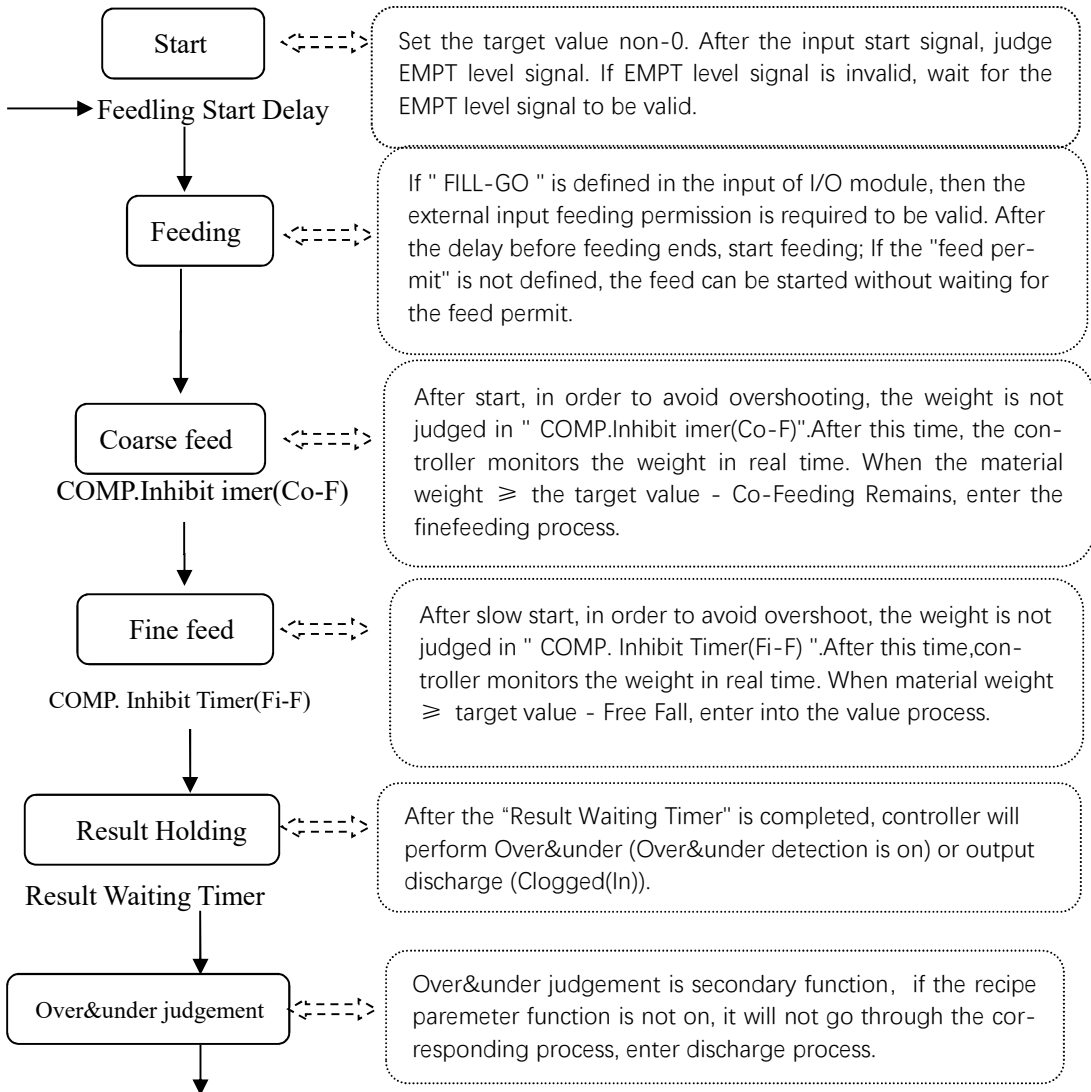 Start
Set the target value non-0. After the input start signal, judge
EMPT level signal. If EMPT level signal is invalid, wait for the
EMPT level signal to be valid.
Feedling Start Delay
Feeding
If " FILL-GO " is defined in the input of I/O module, then the
external input feeding permission is required to be valid. After
the delay before feeding ends, start feeding; If the "feed per-
mit" is not defined, the feed can be started without waiting for
the feed permit.
Coarse feed
COMP.Inhibit imer(Co-F)
After start, in order to avoid overshooting, the weight is not
judged in " COMP.Inhibit imer(Co-F)".After this time, the con-
troller monitors the weight in real time. When the material
weight ≥ the target value - Co-Feeding Remains, enter the
finefeeding process.
Fine feed
COMP. Inhibit Timer(Fi-F)
After slow start, in order to avoid overshoot, the weight is not
judged in " COMP. Inhibit Timer(Fi-F) ".After this time,con-
troller monitors the weight in real time. When material weight
≥ target value - Free Fall, enter into the value process.
Result Holding
After the “Result Waiting Timer" is completed, controller will
perform Over&under (Over&under detection is on) or output
discharge (Clogged(In)).
Result Waiting Timer
Over&under judgement
Over&under judgement is secondary function, if the recipe
paremeter function is not on, it will not go through the cor-
responding process, enter discharge process.